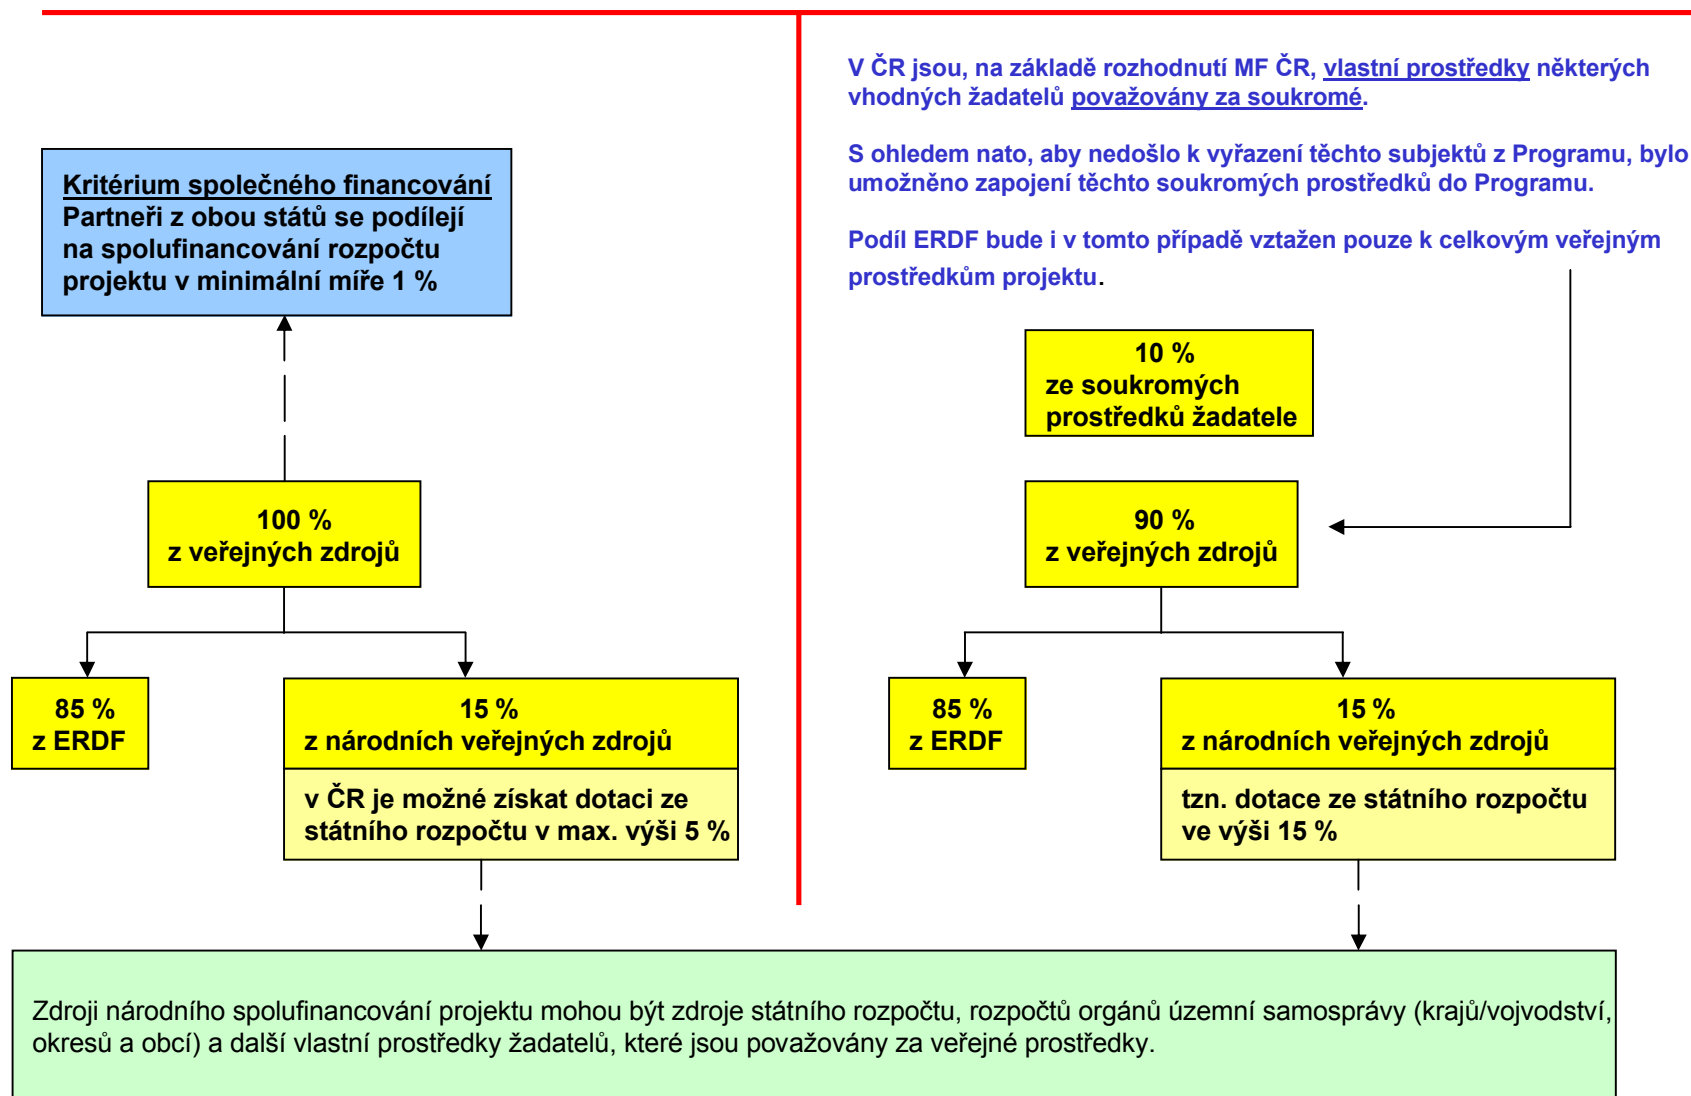 Kritérium společného financování
Partneři z obou států se podílejí
na spolufinancování rozpočtu
projektu v minimální míře 1 %
100 %
z veřejných zdrojů
85 %
z ERDF
15 %
z národních veřejných zdrojů
v ČR je možné získat dotaci ze
státního rozpočtu v max. výši 5 %
V ČR jsou, na základě rozhodnutí MF ČR, vlastní prostředky některých
vhodných žadatelů považovány za soukromé.
S ohledem nato, aby nedošlo k vyřazení těchto subjektů z Programu, bylo
umožněno zapojení těchto soukromých prostředků do Programu.
Podíl ERDF bude i v tomto případě vztažen pouze k celkovým veřejným
prostředkům projektu.
10 %
ze soukromých
prostředků žadatele
90 %
z veřejných zdrojů
85 %
z ERDF
15 %
z národních veřejných zdrojů
tzn. dotace ze státního rozpočtu
ve výši 15 %
Zdroji národního spolufinancování projektu mohou být zdroje státního rozpočtu, rozpočtů orgánů územní samosprávy (krajů/vojvodství,
okresů a obcí) a další vlastní prostředky žadatelů, které jsou považovány za veřejné prostředky.